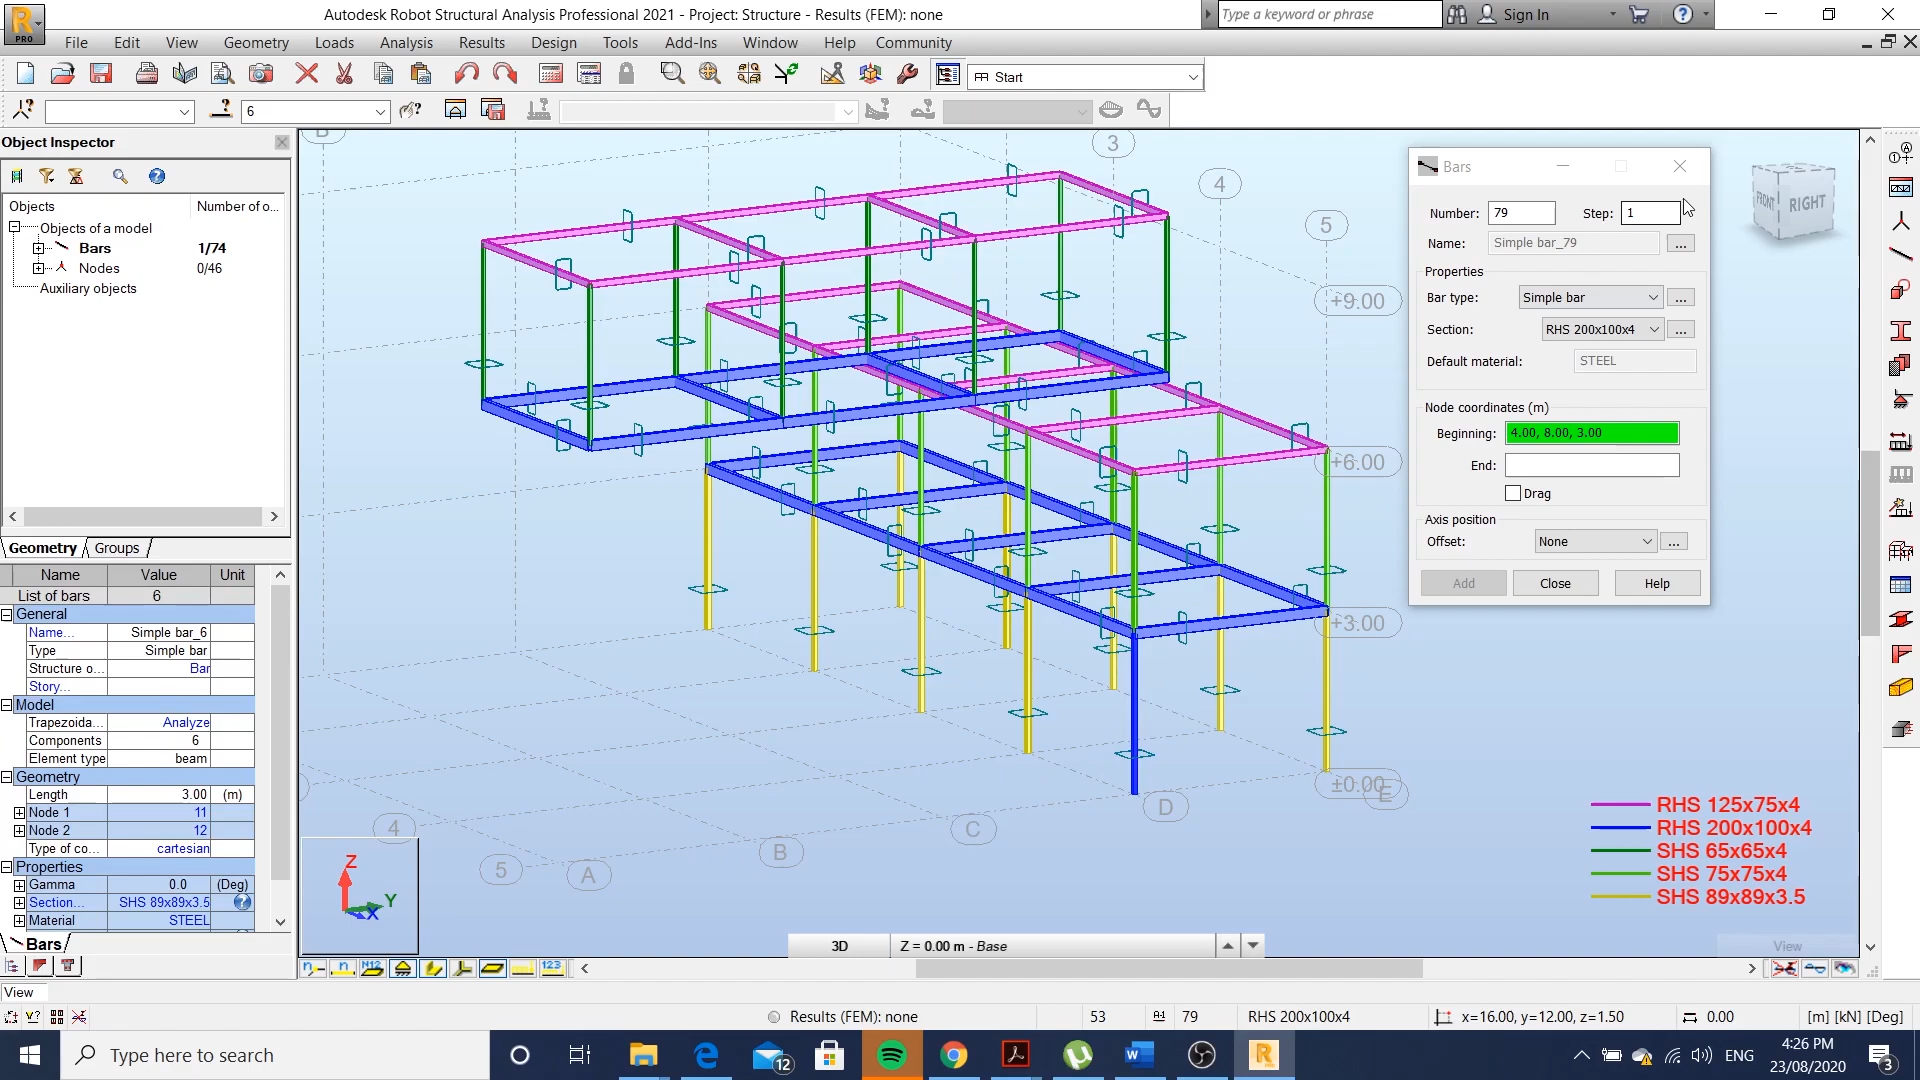 R PRO
Autodesk Robot Structural Analysis Professional 2021 - Project: Structure - Results (FEM): none
Type a keyword or phrase
Sign In
File Edit View Geometry Loads Analysis Results Design Tools Add-Ins Window Help Community
Start
6
Object Inspector
Objects Number of o...
Objects of a model
Bars 1/74
Nodes 0/46
Auxiliary objects
Geometry Groups
Name Value Unit
List of bars 6
General
Name... Simple bar_6
Type Simple bar
Structure o... Bar
Story...
Model
Trapezoida... Analyze
Components 6
Element type beam
Geometry
Length 3.00 (m)
Node 1 11
Node 2 12
Type of co... cartesian
Properties
Gamma 0.0 (Deg)
Section... SHS 89x89x3.5
Material STEEL
Bars
View
3
4
5
+9.00
+6.00
+3.00
±0.00
E
D
C
B
A
4
5
Z
Y
X
FRONT RIGHT
Bars
Number: 79 Step: 1
Name: Simple bar_79 ...
Properties
Bar type: Simple bar ...
Section: RHS 200x100x4 ...
Default material: STEEL
Node coordinates (m)
Beginning: 4.00, 8.00, 3.00
End:
Drag
Axis position
Offset: None ...
Add Close Help
RHS 125x75x4
RHS 200x100x4
SHS 65x65x4
SHS 75x75x4
SHS 89x89x3.5
3D Z = 0.00 m - Base
View
Results (FEM): none 53 79 RHS 200x100x4 x=16.00, y=12.00, z=1.50 0.00 [m] [kN] [Deg]
Type here to search
12
ENG
4:26 PM
23/08/2020
3